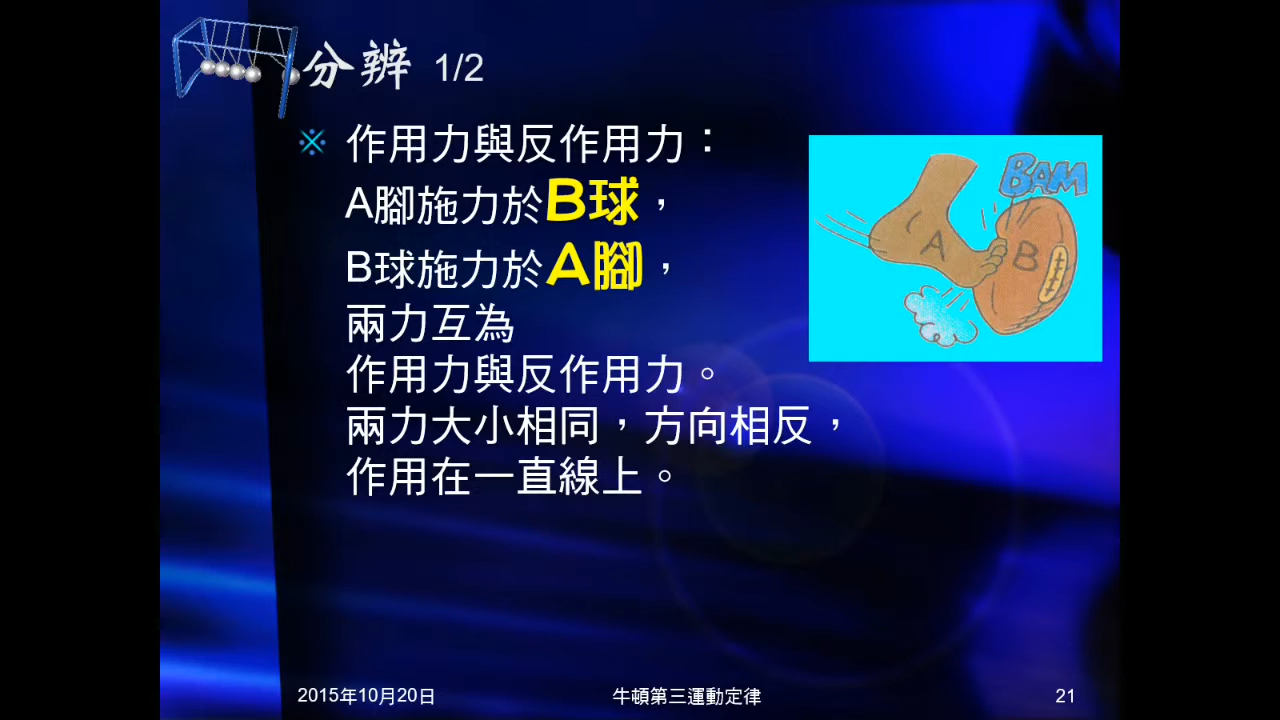 分辨 1/2
※ 作用力與反作用力：
A腳施力於B球，
B球施力於A腳，
兩力互為
作用力與反作用力。
兩力大小相同，方向相反，
作用在一直線上。
BAM
A
B
2015年10月20日
牛頓第三運動定律
21